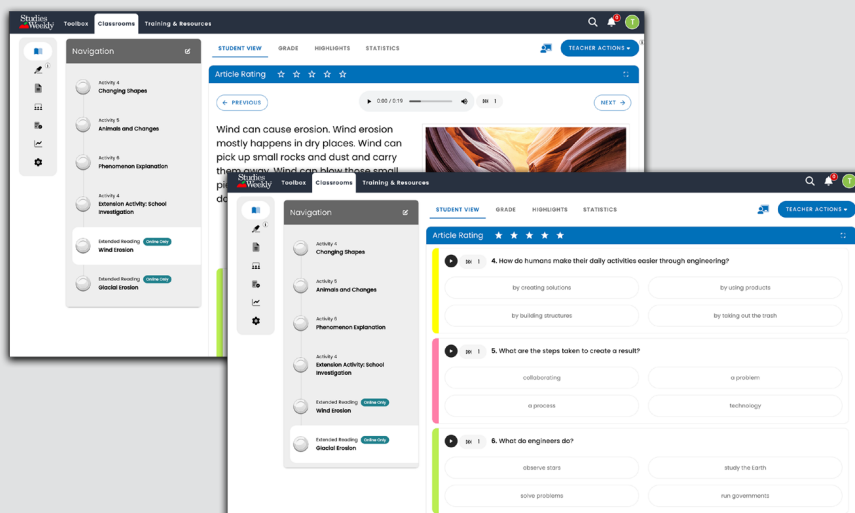 Studies Weekly
Toolbox
Classrooms
Training & Resources
8
T
Navigation
Activity 4
Changing Shapes
Activity 5
Animals and Changes
Activity 6
Phenomenon Explanation
Activity 4
Extension Activity: School
Investigation
Extended Reading Online Only
Wind Erosion
Extended Reading Online Only
Glacial Erosion
STUDENT VIEW
GRADE
HIGHLIGHTS
STATISTICS
TEACHER ACTIONS
Article Rating
← PREVIOUS
0:00 / 0:19
1
NEXT →
Wind can cause erosion. Wind erosion
mostly happens in dry places. Wind can
pick up small rocks and dust and carry
them away. Wind can blow these small
Studies Weekly
Toolbox
Classrooms
Training & Resources
8
T
Navigation
Activity 4
Changing Shapes
Activity 5
Animals and Changes
Activity 6
Phenomenon Explanation
Activity 4
Extension Activity: School
Investigation
Extended Reading Online Only
Wind Erosion
Extended Reading Online Only
Glacial Erosion
STUDENT VIEW
GRADE
HIGHLIGHTS
STATISTICS
TEACHER ACTIONS
Article Rating
1
4. How do humans make their daily activities easier through engineering?
by creating solutions
by using products
by building structures
by taking out the trash
1
5. What are the steps taken to create a result?
collaborating
a problem
a process
technology
1
6. What do engineers do?
observe stars
study the Earth
solve problems
run governments